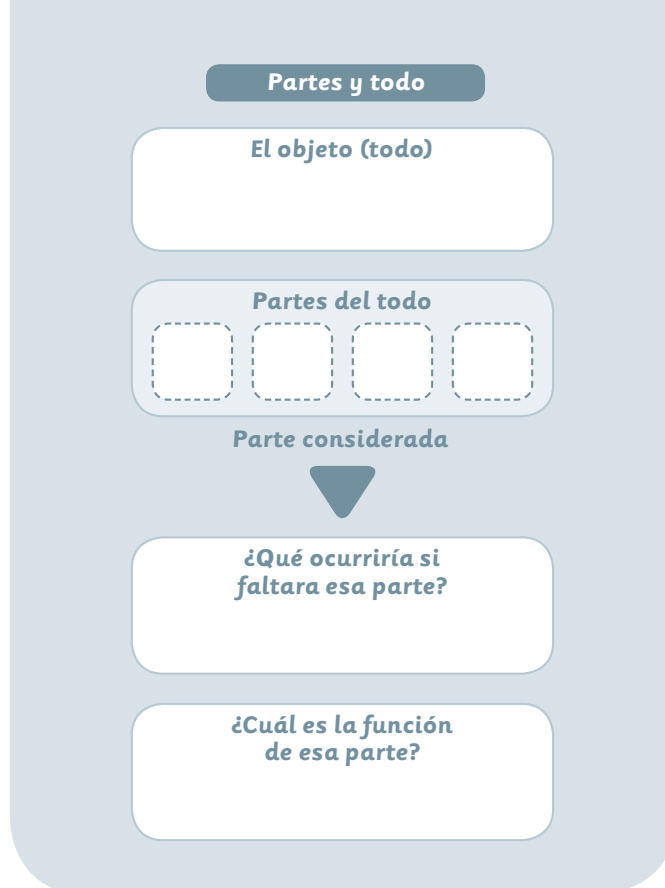 Partes y todo
El objeto (todo)
Partes del todo
Parte considerada
¿Qué ocurriría si
faltara esa parte?
¿Cuál es la función
de esa parte?